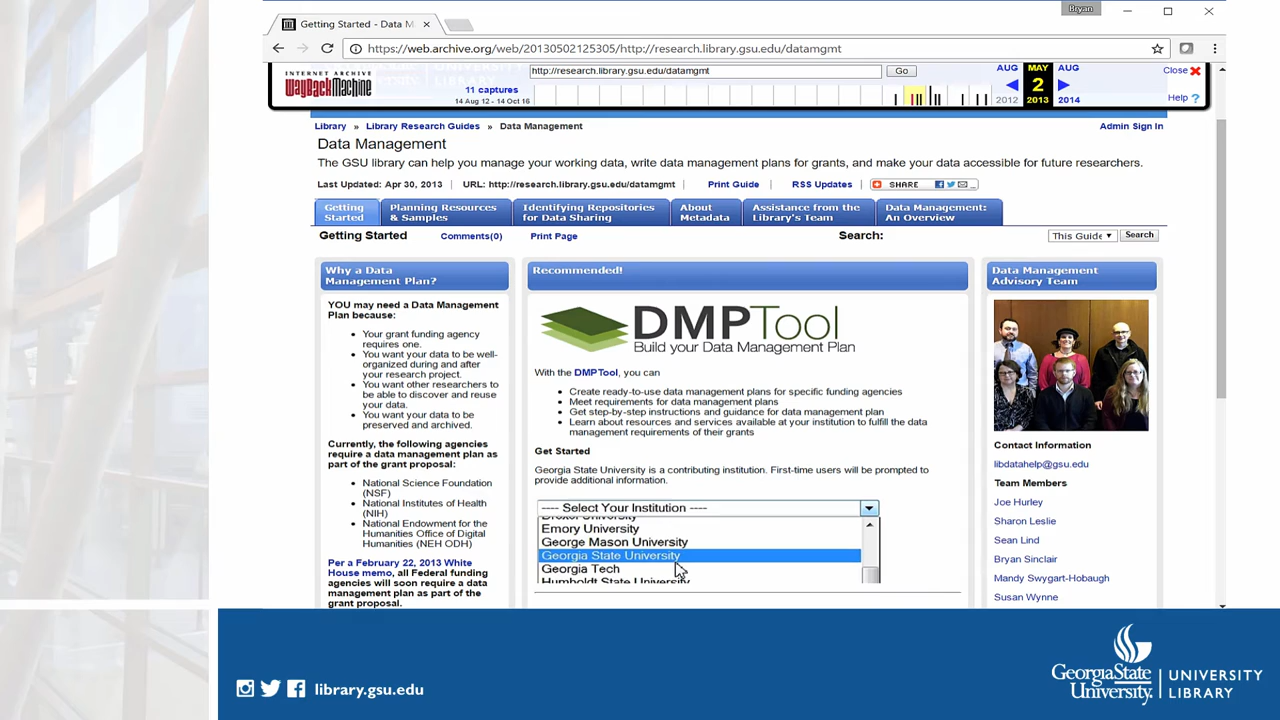 Bryan
Getting Started - Data M
https://web.archive.org/web/20130502125305/http://research.library.gsu.edu/datamgmt
INTERNET ARCHIVE
WayBackMachine
http://research.library.gsu.edu/datamgmt
Go
11 captures
14 Aug 12 - 14 Oct 16
AUG MAY AUG
2
2012 2013 2014
Close
Help ?
Library » Library Research Guides » Data Management
Admin Sign In
Data Management
The GSU library can help you manage your working data, write data management plans for grants, and make your data accessible for future researchers.
Last Updated: Apr 30, 2013 URL: http://research.library.gsu.edu/datamgmt Print Guide RSS Updates SHARE
Getting Started
Planning Resources & Samples
Identifying Repositories for Data Sharing
About Metadata
Assistance from the Library's Team
Data Management: An Overview
Getting Started Comments(0) Print Page Search: This Guide Search
Why a Data
Management Plan?
YOU may need a Data Management
Plan because:
• Your grant funding agency
requires one.
• You want your data to be well-
organized during and after
your research project.
• You want other researchers to
be able to discover and reuse
your data.
• You want your data to be
preserved and archived.
Currently, the following agencies
require a data management plan as
part of the grant proposal:
• National Science Foundation
(NSF)
• National Institutes of Health
(NIH)
• National Endowment for the
Humanities Office of Digital
Humanities (NEH ODH)
Per a February 22, 2013 White
House memo, all Federal funding
agencies will soon require a data
management plan as part of the
grant proposal.
Recommended!
DMPTool
Build your Data Management Plan
With the DMPTool, you can
• Create ready-to-use data management plans for specific funding agencies
• Meet requirements for data management plans
• Get step-by-step instructions and guidance for data management plan
• Learn about resources and services available at your institution to fulfill the data
management requirements of their grants
Get Started
Georgia State University is a contributing institution. First-time users will be prompted to
provide additional information.
---- Select Your Institution ----
Drexel University
Emory University
George Mason University
Georgia State University
Georgia Tech
Humboldt State University
Data Management
Advisory Team
Contact Information
libdatahelp@gsu.edu
Team Members
Joe Hurley
Sharon Leslie
Sean Lind
Bryan Sinclair
Mandy Swygart-Hobaugh
Susan Wynne
library.gsu.edu
GeorgiaState
University.
UNIVERSITY
LIBRARY